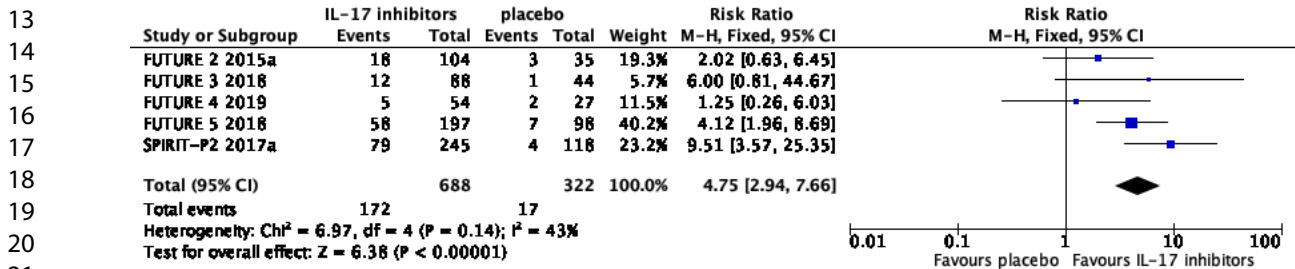 13 IL-17 inhibitors placebo Risk Ratio Risk Ratio
Study or Subgroup Events Total Events Total Weight M-H, Fixed, 95% CI M-H, Fixed, 95% CI
14 FUTURE 2 2015a 18 104 3 35 19.3% 2.02 [0.63, 6.45]
15 FUTURE 3 2018 12 88 1 44 5.7% 6.00 [0.81, 44.67]
FUTURE 4 2019 5 54 2 27 11.5% 1.25 [0.26, 6.03]
16 FUTURE 5 2018 58 197 7 98 40.2% 4.12 [1.96, 8.69]
17 SPIRIT-P2 2017a 79 245 4 118 23.2% 9.51 [3.57, 25.35]
18 Total (95% CI) 688 322 100.0% 4.75 [2.94, 7.66]
19 Total events 172 17
Heterogeneity: Chi² = 6.97, df = 4 (P = 0.14); I² = 43%
20 Test for overall effect: Z = 6.38 (P < 0.00001)
0.01 0.1 1 10 100
Favours placebo Favours IL-17 inhibitors